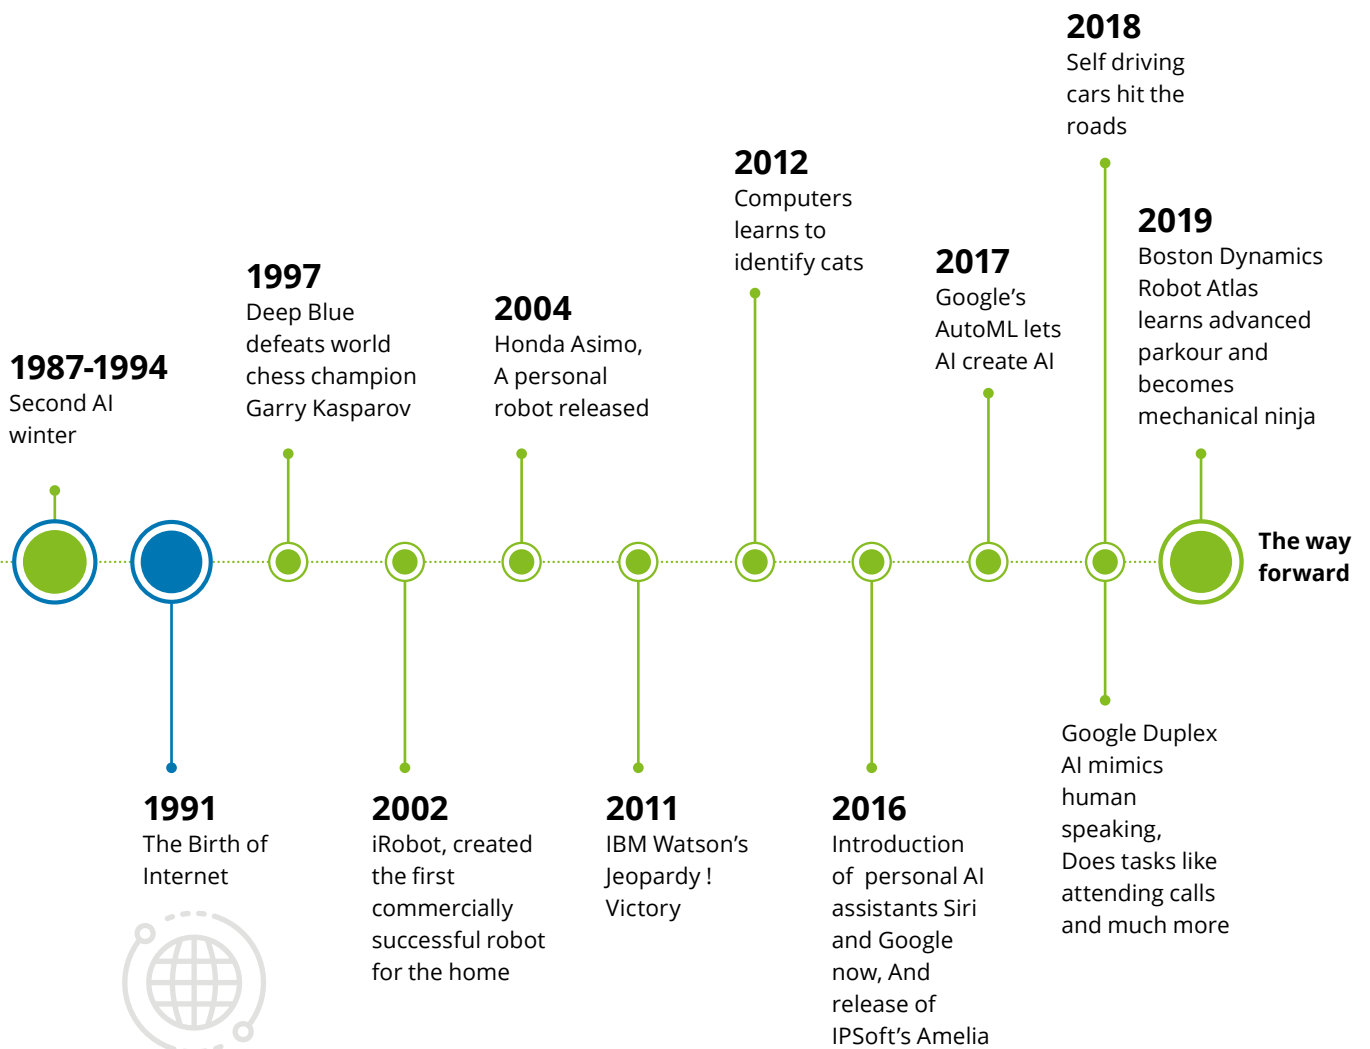 1987-1994
Second AI
winter
1991
The Birth of
Internet
1997
Deep Blue
defeats world
chess champion
Garry Kasparov
2002
iRobot, created
the first
commercially
successful robot
for the home
2004
Honda Asimo,
A personal
robot released
2011
IBM Watson’s
Jeopardy !
Victory
2012
Computers
learns to
identify cats
2016
Introduction
of  personal AI
assistants Siri
and Google
now, And
release of
IPSoft’s Amelia
2017
Google’s
AutoML lets
AI create AI
2018
Self driving
cars hit the
roads
Google Duplex
AI mimics
human
speaking,
Does tasks like
attending calls
and much more
2019
Boston Dynamics
Robot Atlas
learns advanced
parkour and
becomes
mechanical ninja
The way
forward